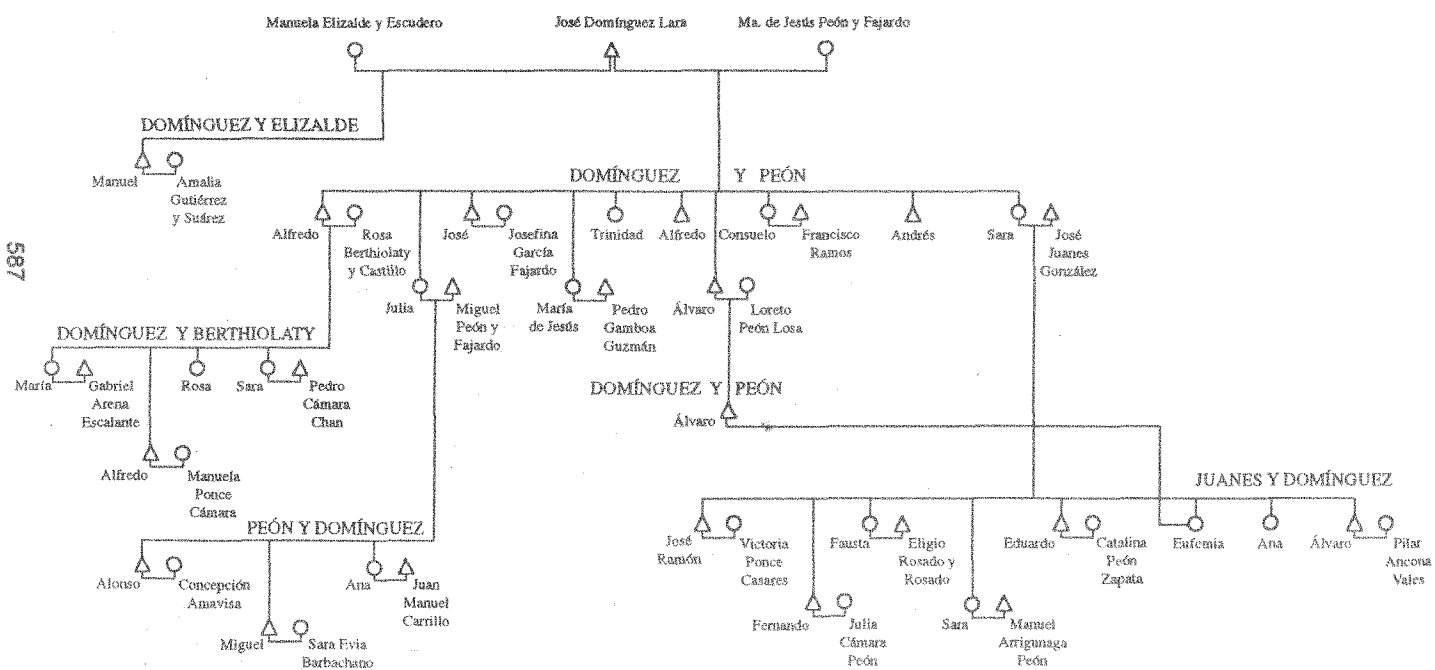 Manuela Elizalde y Escudero
José Domínguez Lara
Ma. de Jesús Peón y Fajardo
DOMÍNGUEZ Y ELIZALDE
Manuel
Amalia
Gutiérrez
y Suárez
DOMÍNGUEZ Y PEÓN
Alfredo
Rosa
Berthiolaty
y Castillo
José
Josefina
García
Fajardo
Trinidad
Alfredo
Consuelo
Francisco
Ramos
Andrés
Sara
José
Juanes
González
587
Julia
Miguel
Peón y
Fajardo
María
de Jesús
Pedro
Gamboa
Guzmán
Álvaro
Loreto
Peón Losa
DOMÍNGUEZ Y BERTHIOLATY
María
Gabriel
Arena
Escalante
Rosa
Sara
Pedro
Cámara
Chan
DOMÍNGUEZ Y PEÓN
Álvaro
Alfredo
Manuela
Ponce
Cámara
JUANES Y DOMÍNGUEZ
PEÓN Y DOMÍNGUEZ
José
Ramón
Victoria
Ponce
Casares
Fausta
Eligio
Rosado y
Rosado
Eduardo
Catalina
Peón
Zapata
Eufemia
Ana
Álvaro
Pilar
Ancona
Vales
Alonso
Concepción
Amavisa
Ana
Juan
Manuel
Carrillo
Miguel
Sara Evia
Barbachano
Fernando
Julia
Cámara
Peón
Sara
Manuel
Arrigunaga
Peón